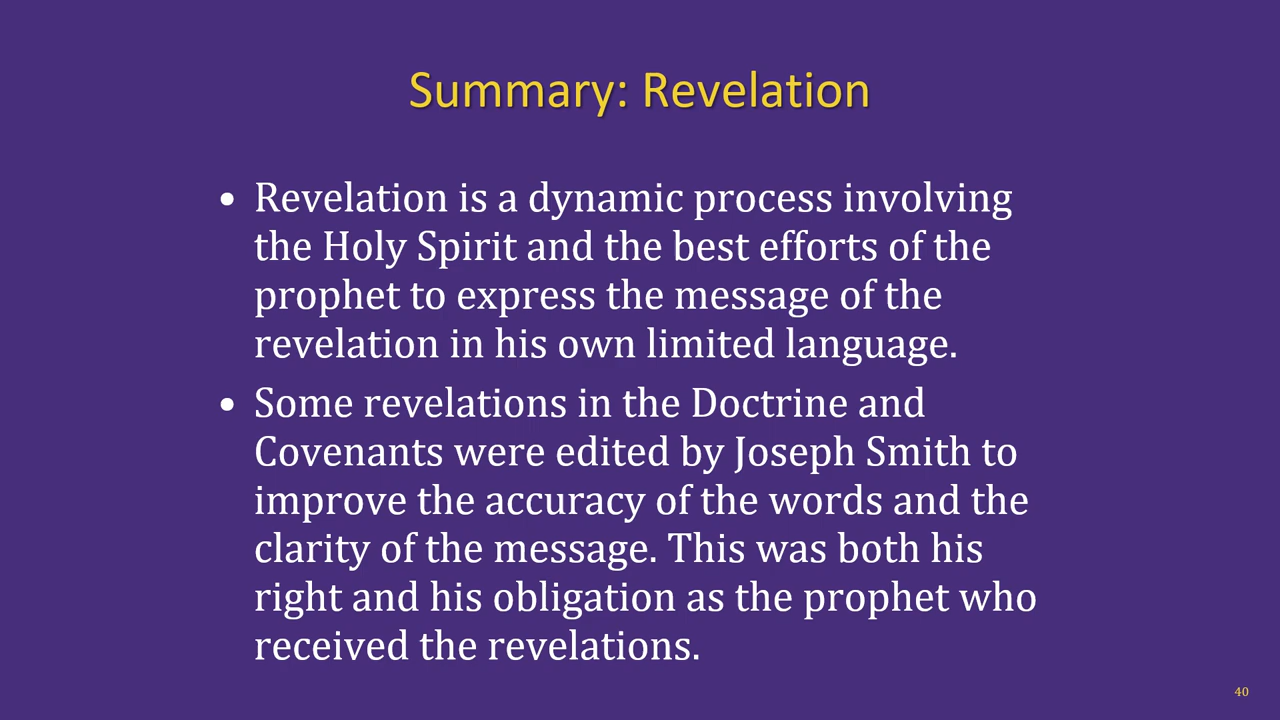 Summary: Revelation
• Revelation is a dynamic process involving
the Holy Spirit and the best efforts of the
prophet to express the message of the
revelation in his own limited language.
• Some revelations in the Doctrine and
Covenants were edited by Joseph Smith to
improve the accuracy of the words and the
clarity of the message. This was both his
right and his obligation as the prophet who
received the revelations.
40